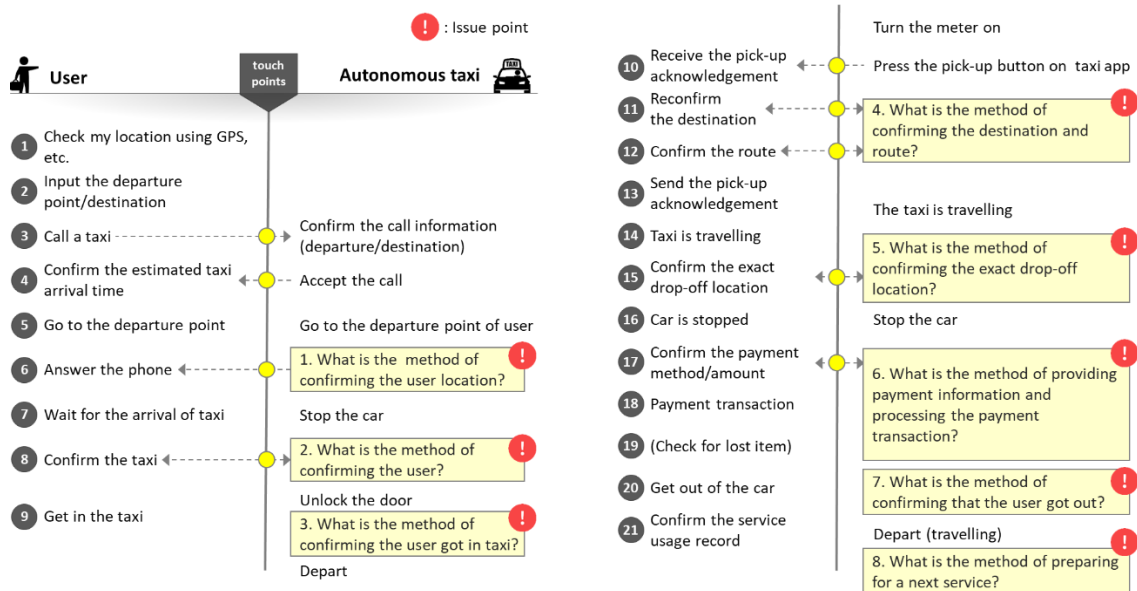 ! : Issue point
User
touch
points
Autonomous taxi
TAXI
1 Check my location using GPS,
etc.
2 Input the departure
point/destination
3 Call a taxi
Confirm the call information
(departure/destination)
4 Confirm the estimated taxi
arrival time
Accept the call
5 Go to the departure point
Go to the departure point of user
6 Answer the phone
1. What is the method of
confirming the user location?
!
7 Wait for the arrival of taxi
Stop the car
8 Confirm the taxi
2. What is the method of
confirming the user?
!
Unlock the door
9 Get in the taxi
3. What is the method of
confirming the user got in taxi?
!
Depart
Turn the meter on
10 Receive the pick-up
acknowledgement
Press the pick-up button on taxi app
11 Reconfirm
the destination
12 Confirm the route
4. What is the method of
confirming the destination and
route?
!
13 Send the pick-up
acknowledgement
The taxi is travelling
14 Taxi is travelling
15 Confirm the exact
drop-off location
5. What is the method of
confirming the exact drop-off
location?
!
16 Car is stopped
Stop the car
17 Confirm the payment
method/amount
18 Payment transaction
6. What is the method of providing
payment information and
processing the payment
transaction?
!
19 (Check for lost item)
20 Get out of the car
7. What is the method of
confirming that the user got out?
!
21 Confirm the service
usage record
Depart (travelling)
8. What is the method of preparing
for a next service?
!